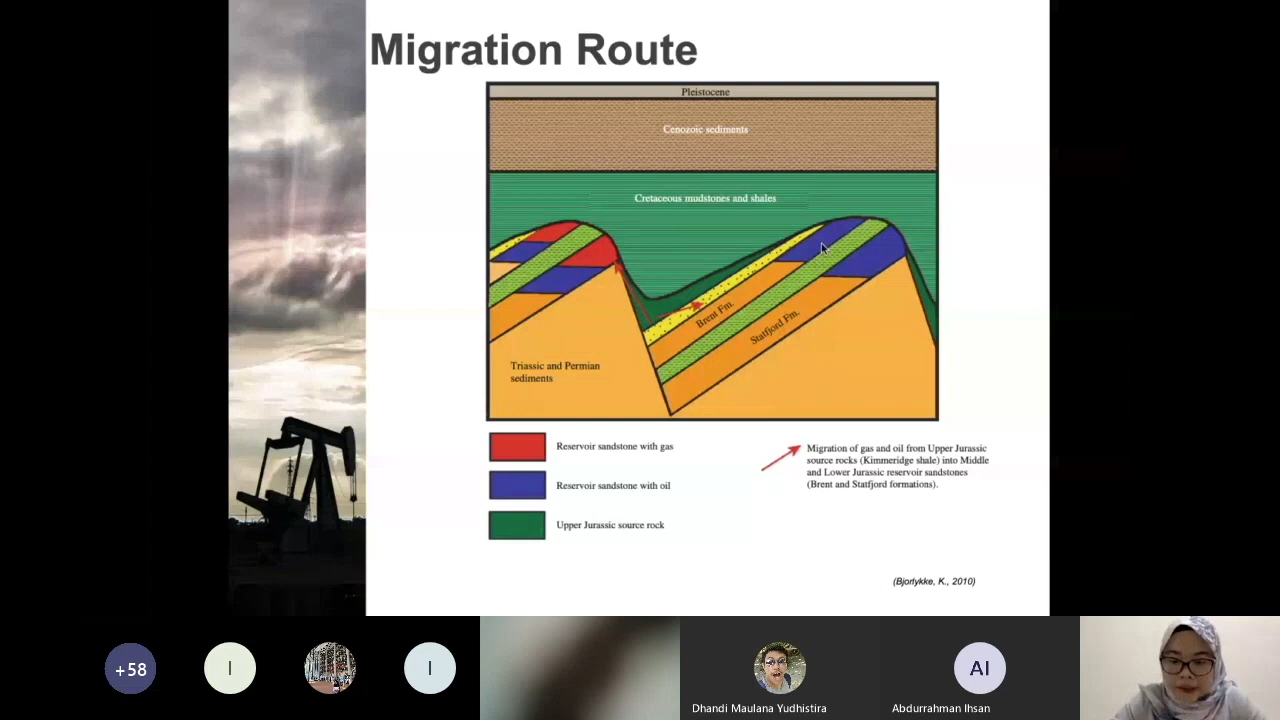 Migration Route
Pleistocene
Cenozoic sediments
Cretaceous mudstones and shales
Brent Fm.
Statfjord Fm.
Triassic and Permian
sediments
Reservoir sandstone with gas
Reservoir sandstone with oil
Upper Jurassic source rock
Migration of gas and oil from Upper Jurassic
source rocks (Kimmeridge shale) into Middle
and Lower Jurassic reservoir sandstones
(Brent and Statfjord formations).
(Bjorlykke, K., 2010)
+58
I
I
AI
Dhandi Maulana Yudhistira
Abdurrahman Ihsan